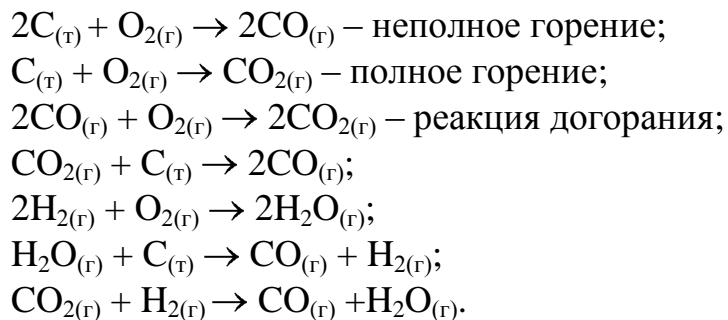 2C₍т₎ + O₂₍г₎ → 2CO₍г₎ – неполное горение;
C₍т₎ + O₂₍г₎ → CO₂₍г₎ – полное горение;
2CO₍г₎ + O₂₍г₎ → 2CO₂₍г₎ – реакция догорания;
CO₂₍г₎ + C₍т₎ → 2CO₍г₎;
2H₂₍г₎ + O₂₍г₎ → 2H₂O₍г₎;
H₂O₍г₎ + C₍т₎ → CO₍г₎ + H₂₍г₎;
CO₂₍г₎ + H₂₍г₎ → CO₍г₎ +H₂O₍г₎.